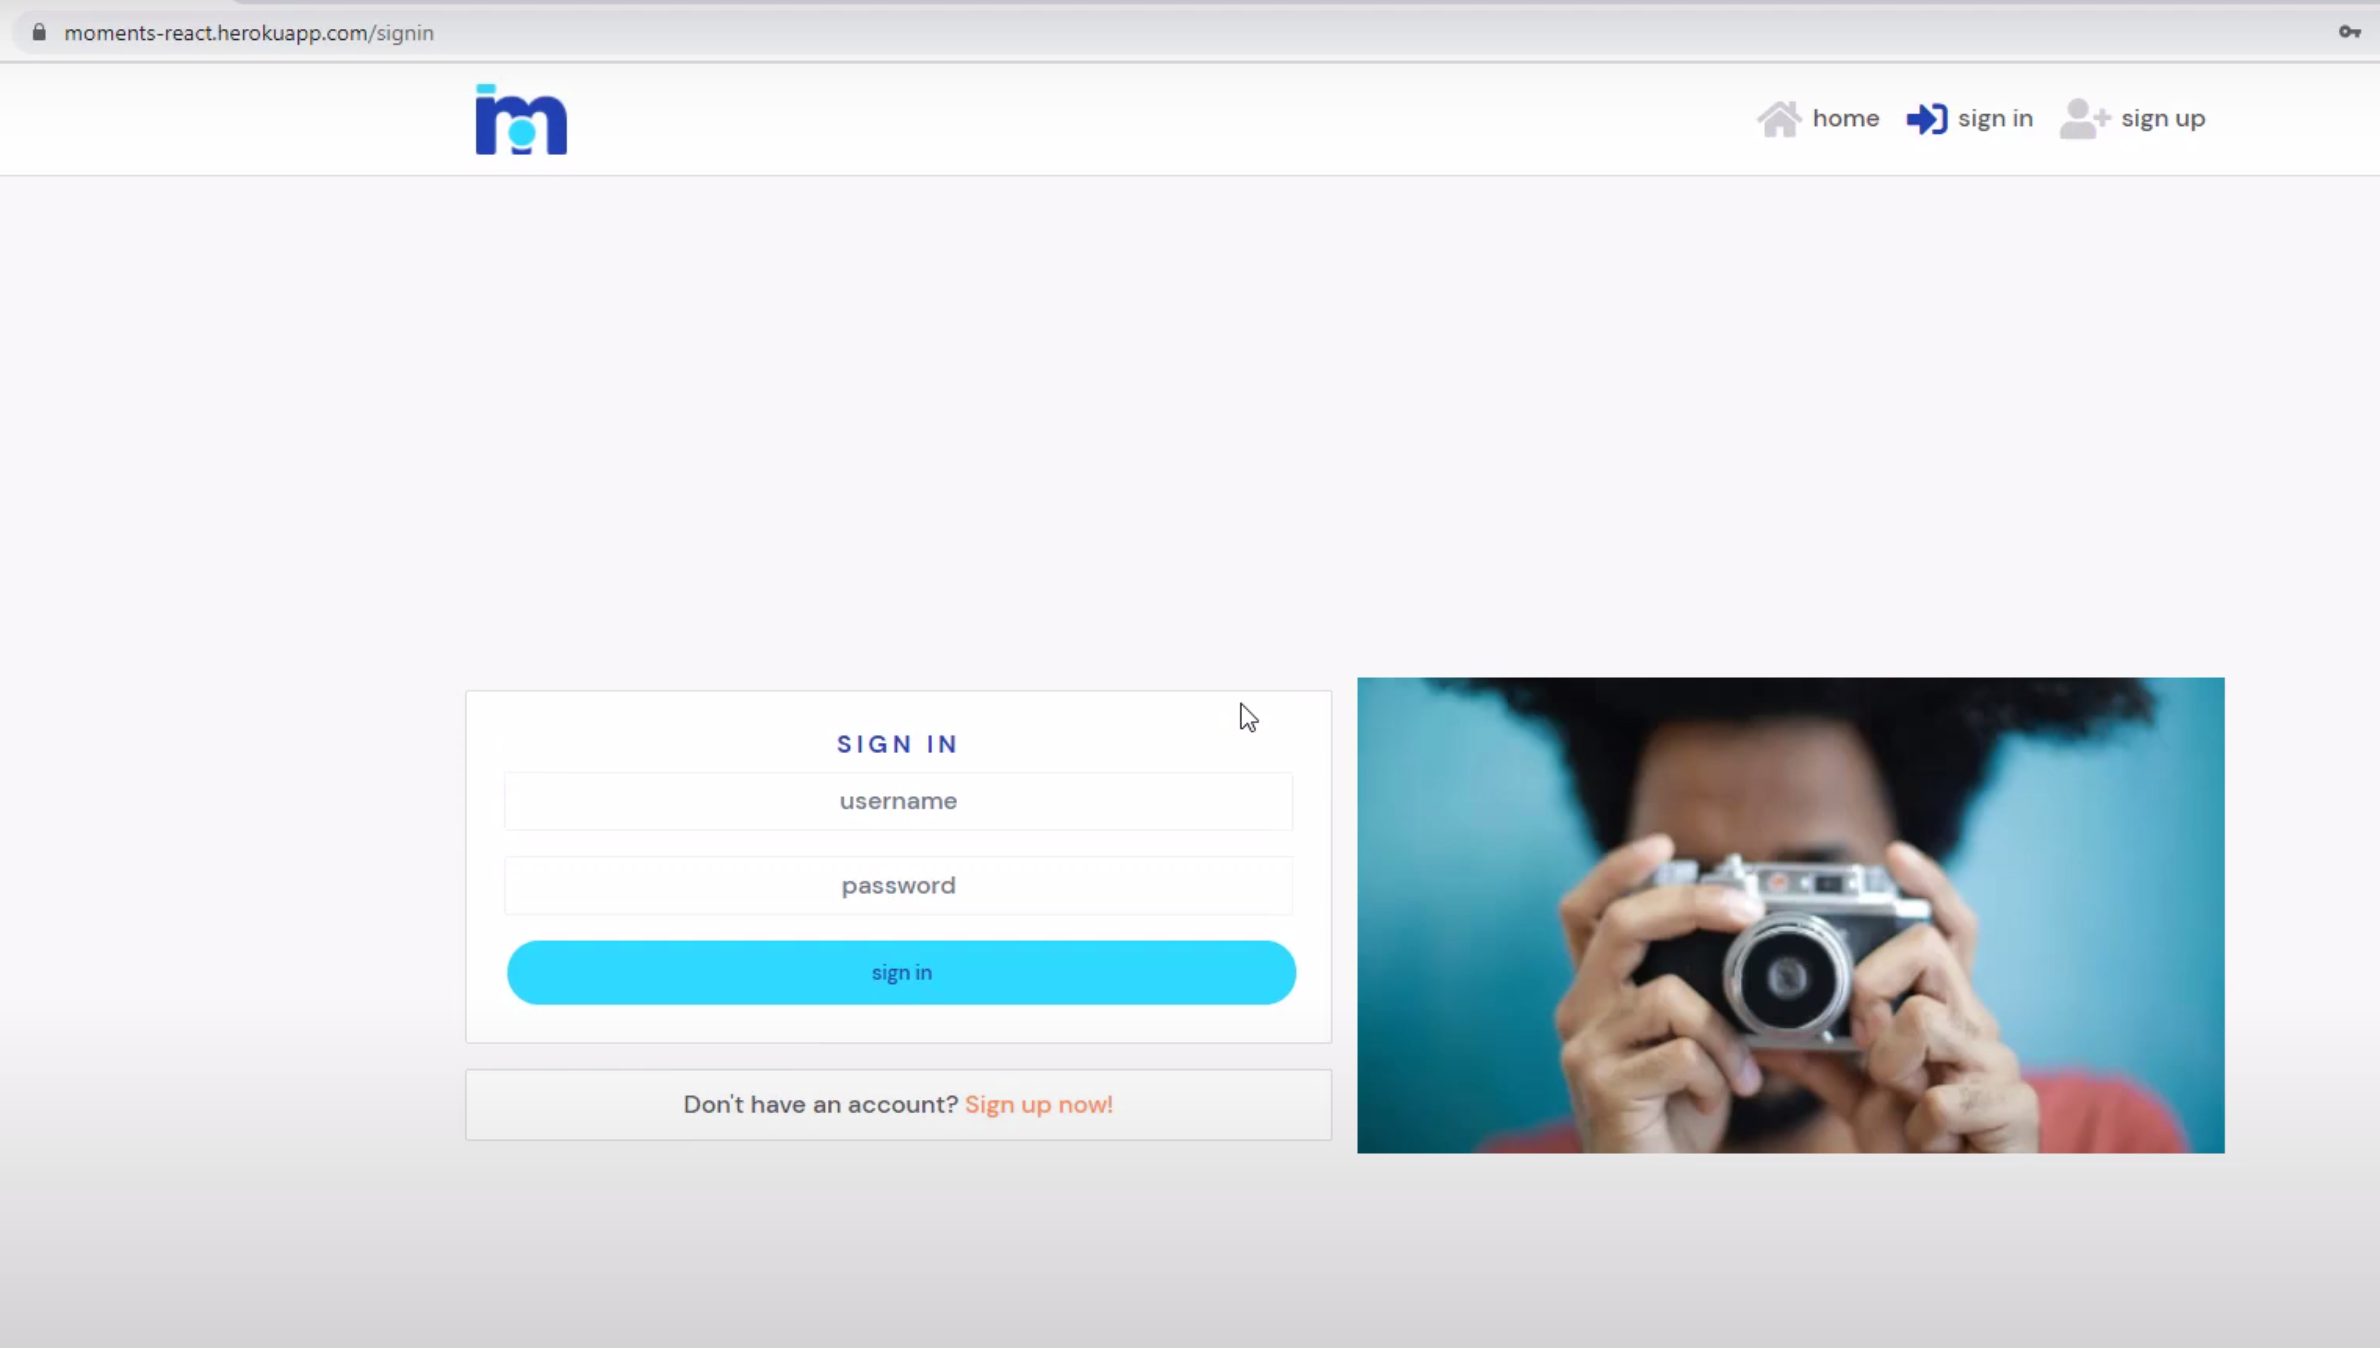 moments-react.herokuapp.com/signin
m
home sign in sign up
SIGN IN
username
password
sign in
Don't have an account? Sign up now!